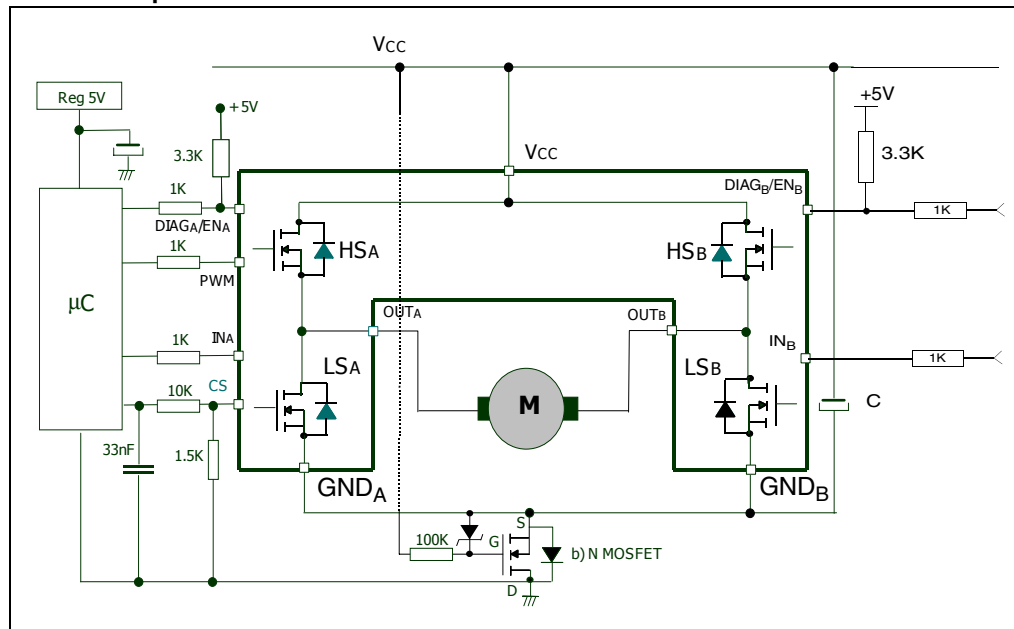 VCC
Reg 5V
+5V
+5V
3.3K
3.3K
VCC
1K
DIAGA/ENA
DIAGB/ENB
1K
HSA
HSB
1K
PWM
µC
OUTA
OUTB
1K
INA
INB
1K
LSA
LSB
CS
10K
M
C
33nF
1.5K
GNDA
GNDB
100K
G
S
D
b) N MOSFET